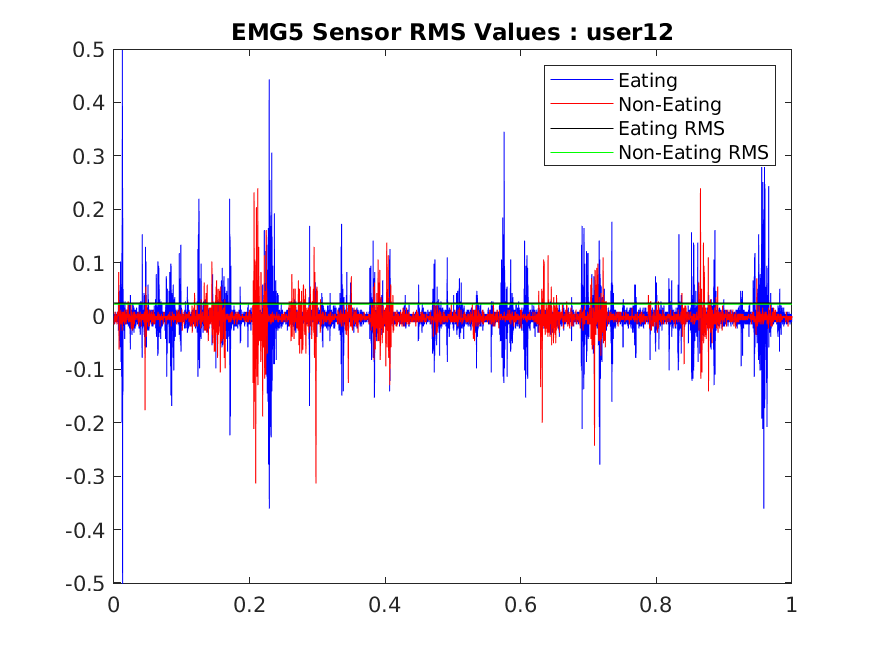 EMG5 Sensor RMS Values : user12
0.5
0.4
0.3
0.2
0.1
0
-0.1
-0.2
-0.3
-0.4
-0.5
Eating
Non-Eating
Eating RMS
Non-Eating RMS
0 0.2 0.4 0.6 0.8 1